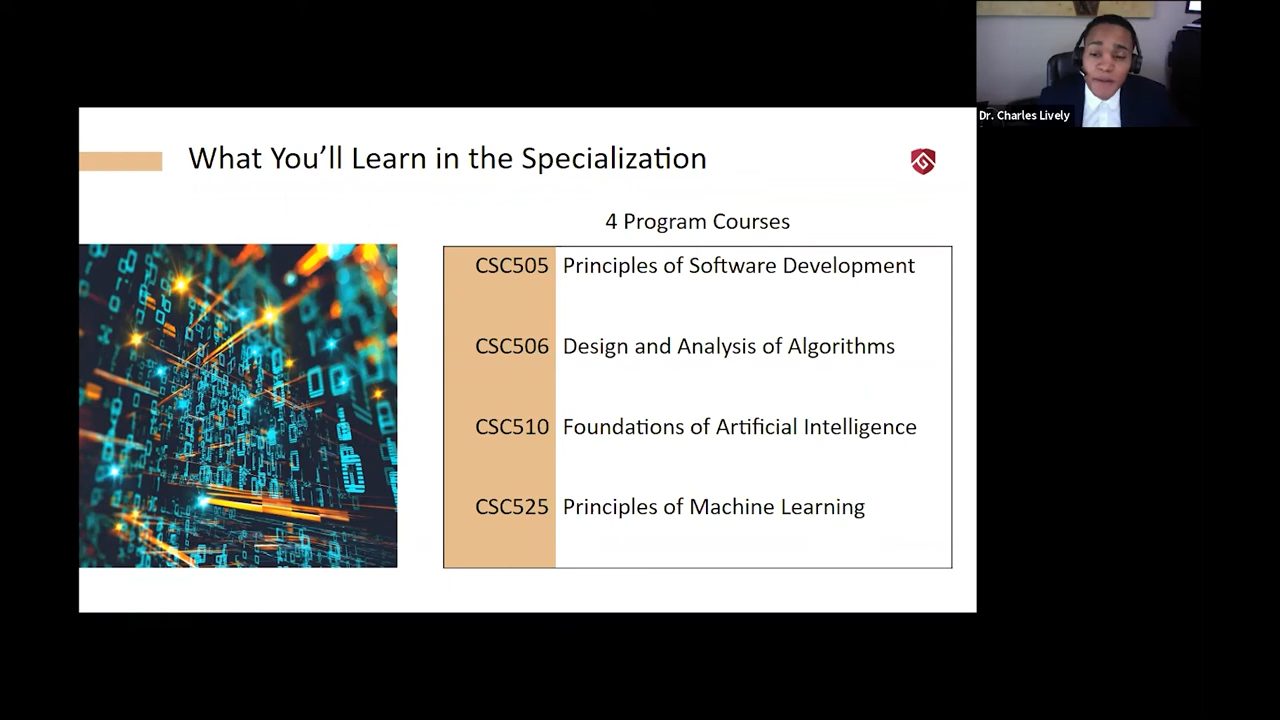 Dr. Charles Lively
What You’ll Learn in the Specialization
4 Program Courses
CSC505 Principles of Software Development
CSC506 Design and Analysis of Algorithms
CSC510 Foundations of Artificial Intelligence
CSC525 Principles of Machine Learning